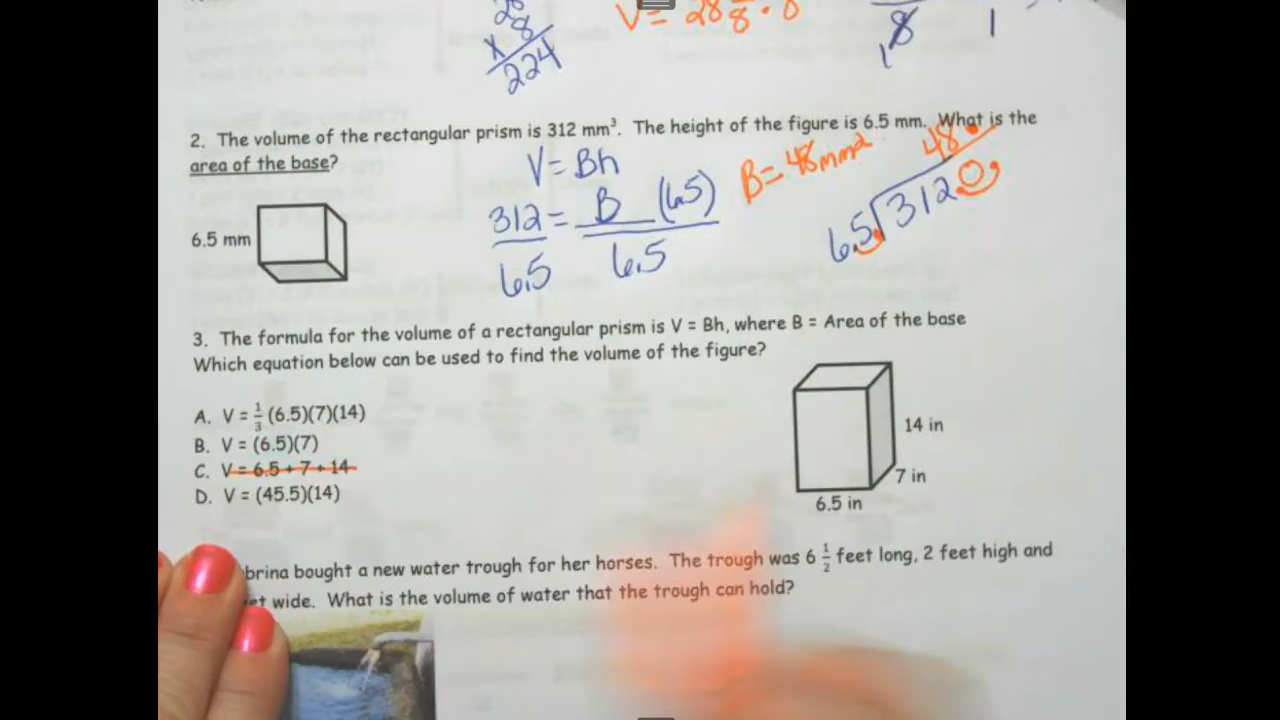 28
x 8
224
V = 28 8/8 · 8
8
1
1
2. The volume of the rectangular prism is 312 mm³. The height of the figure is 6.5 mm. What is the
area of the base?
V = Bh
312 = B (6.5)
6.5 6.5
B = 48mm²
48.
6.5 3120
6.5 mm
3. The formula for the volume of a rectangular prism is V = Bh, where B = Area of the base
Which equation below can be used to find the volume of the figure?
A. V = 1/3 (6.5)(7)(14)
B. V = (6.5)(7)
C. V = 6.5 + 7 + 14
D. V = (45.5)(14)
14 in
7 in
6.5 in
brina bought a new water trough for her horses. The trough was 6 1/2 feet long, 2 feet high and
et wide. What is the volume of water that the trough can hold?